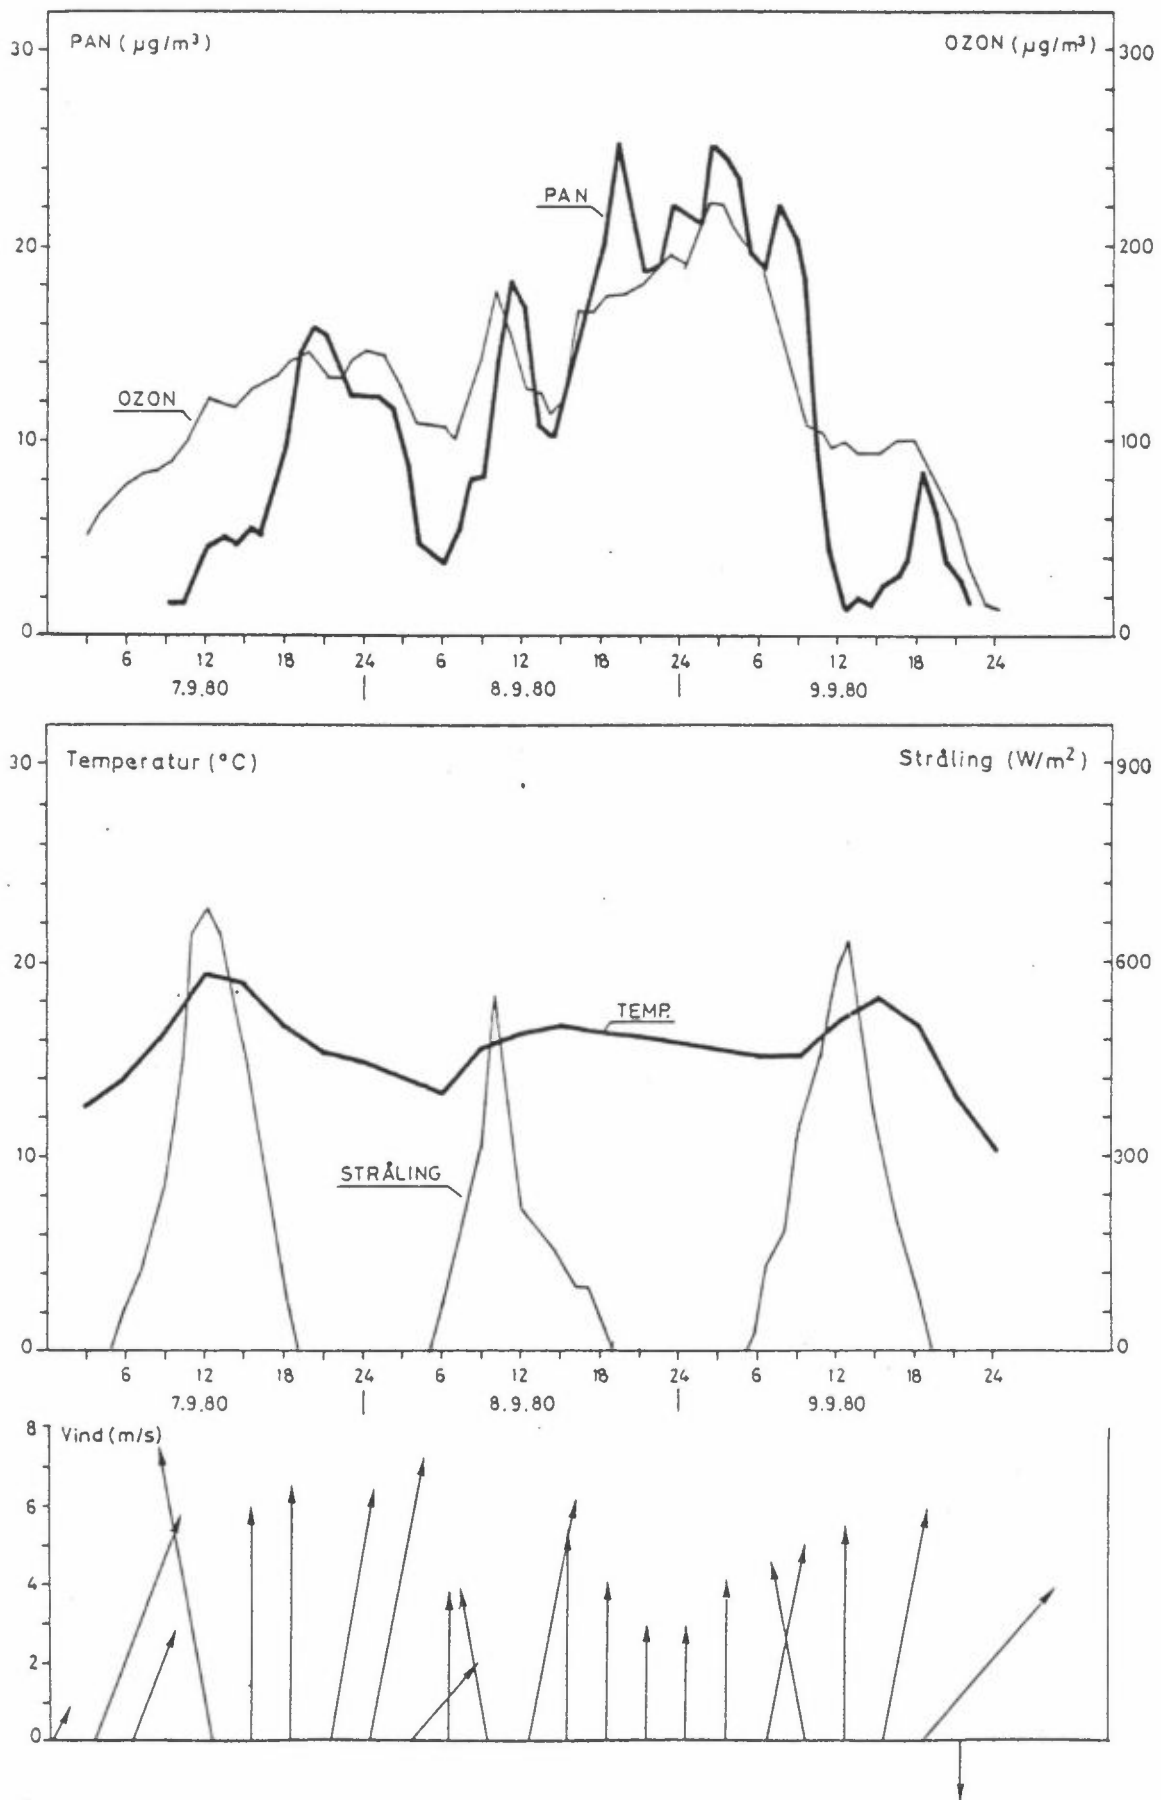 PAN (µg/m³) OZON (µg/m³)
30 300
PAN
20 200
OZON
10 100
0 0
6 12 18 24 6 12 18 24 6 12 18 24
7.9.80 8.9.80 9.9.80
Temperatur (°C) Stråling (W/m²)
30 900
20 600
TEMP.
10 300
STRÅLING
0 0
6 12 18 24 6 12 18 24 6 12 18 24
7.9.80 8.9.80 9.9.80
8 Vind (m/s)
6
4
2
0